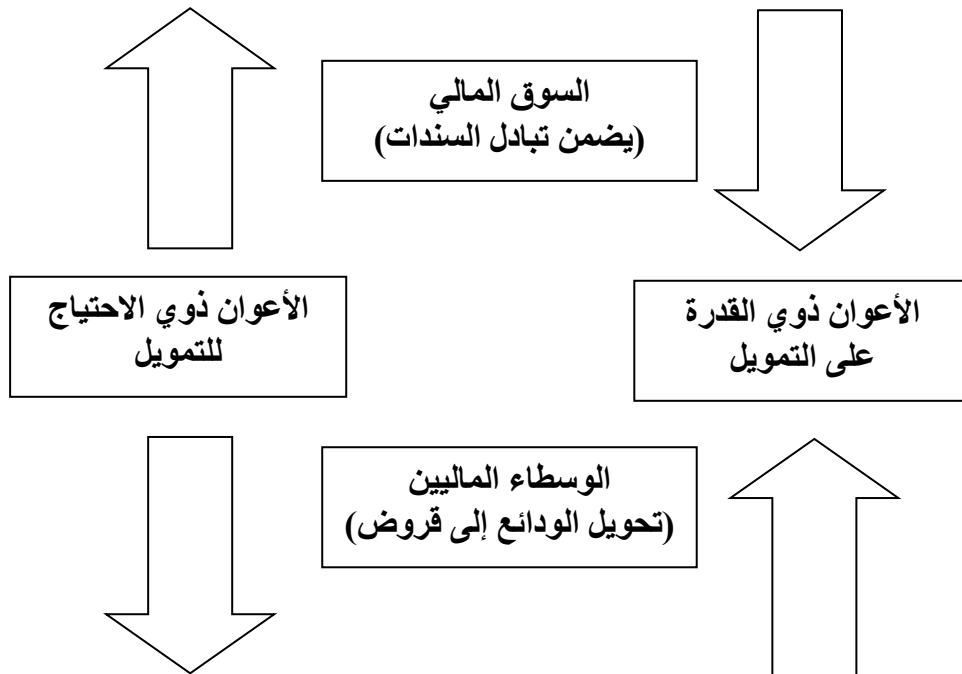 السوق المالي
(يضمن تبادل السندات)
الأعوان ذوي القدرة
على التمويل
الأعوان ذوي الاحتياج
للتمويل
الوسطاء الماليين
(تحويل الودائع إلى قروض)